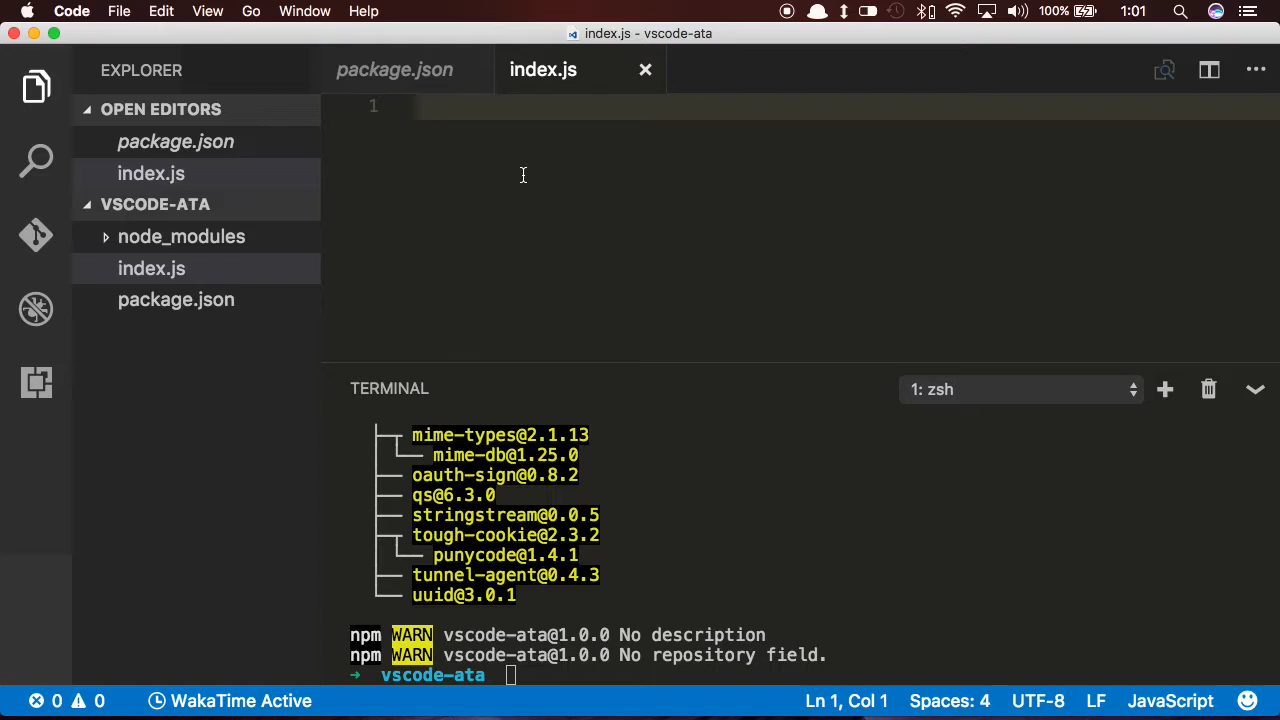 Code File Edit View Go Window Help 100% 1:01
index.js - vscode-ata
EXPLORER
package.json
index.js
OPEN EDITORS
package.json
index.js
VSCODE-ATA
node_modules
index.js
package.json
1
TERMINAL
1: zsh
mime-types@2.1.13
mime-db@1.25.0
oauth-sign@0.8.2
qs@6.3.0
stringstream@0.0.5
tough-cookie@2.3.2
punycode@1.4.1
tunnel-agent@0.4.3
uuid@3.0.1
npm WARN vscode-ata@1.0.0 No description
npm WARN vscode-ata@1.0.0 No repository field.
➜ vscode-ata
0 0 WakaTime Active Ln 1, Col 1 Spaces: 4 UTF-8 LF JavaScript